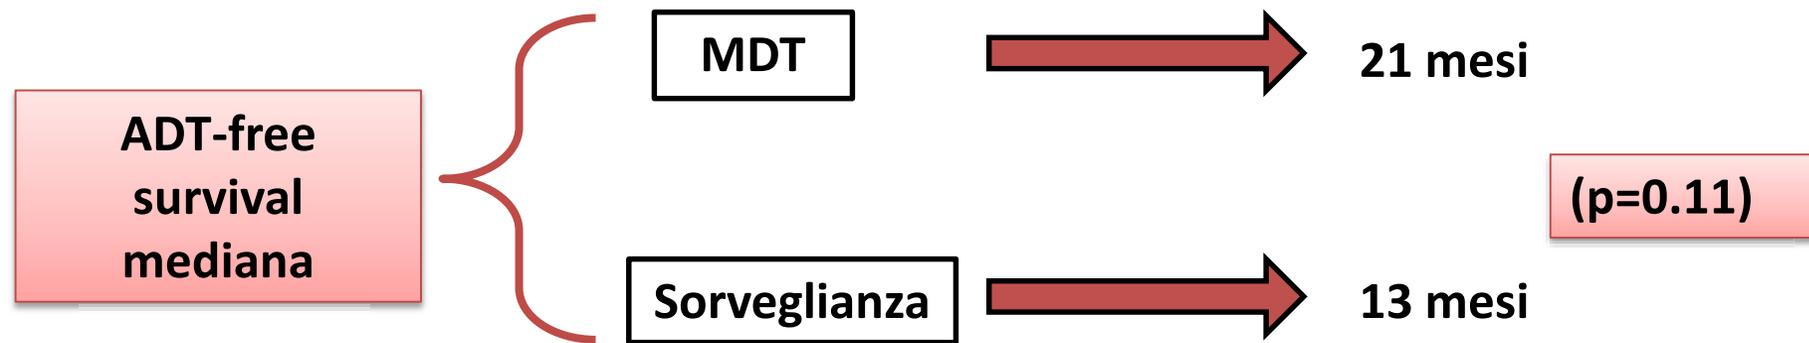 MDT
21 mesi
ADT-free
survival
mediana
(p=0.11)
Sorveglianza
13 mesi